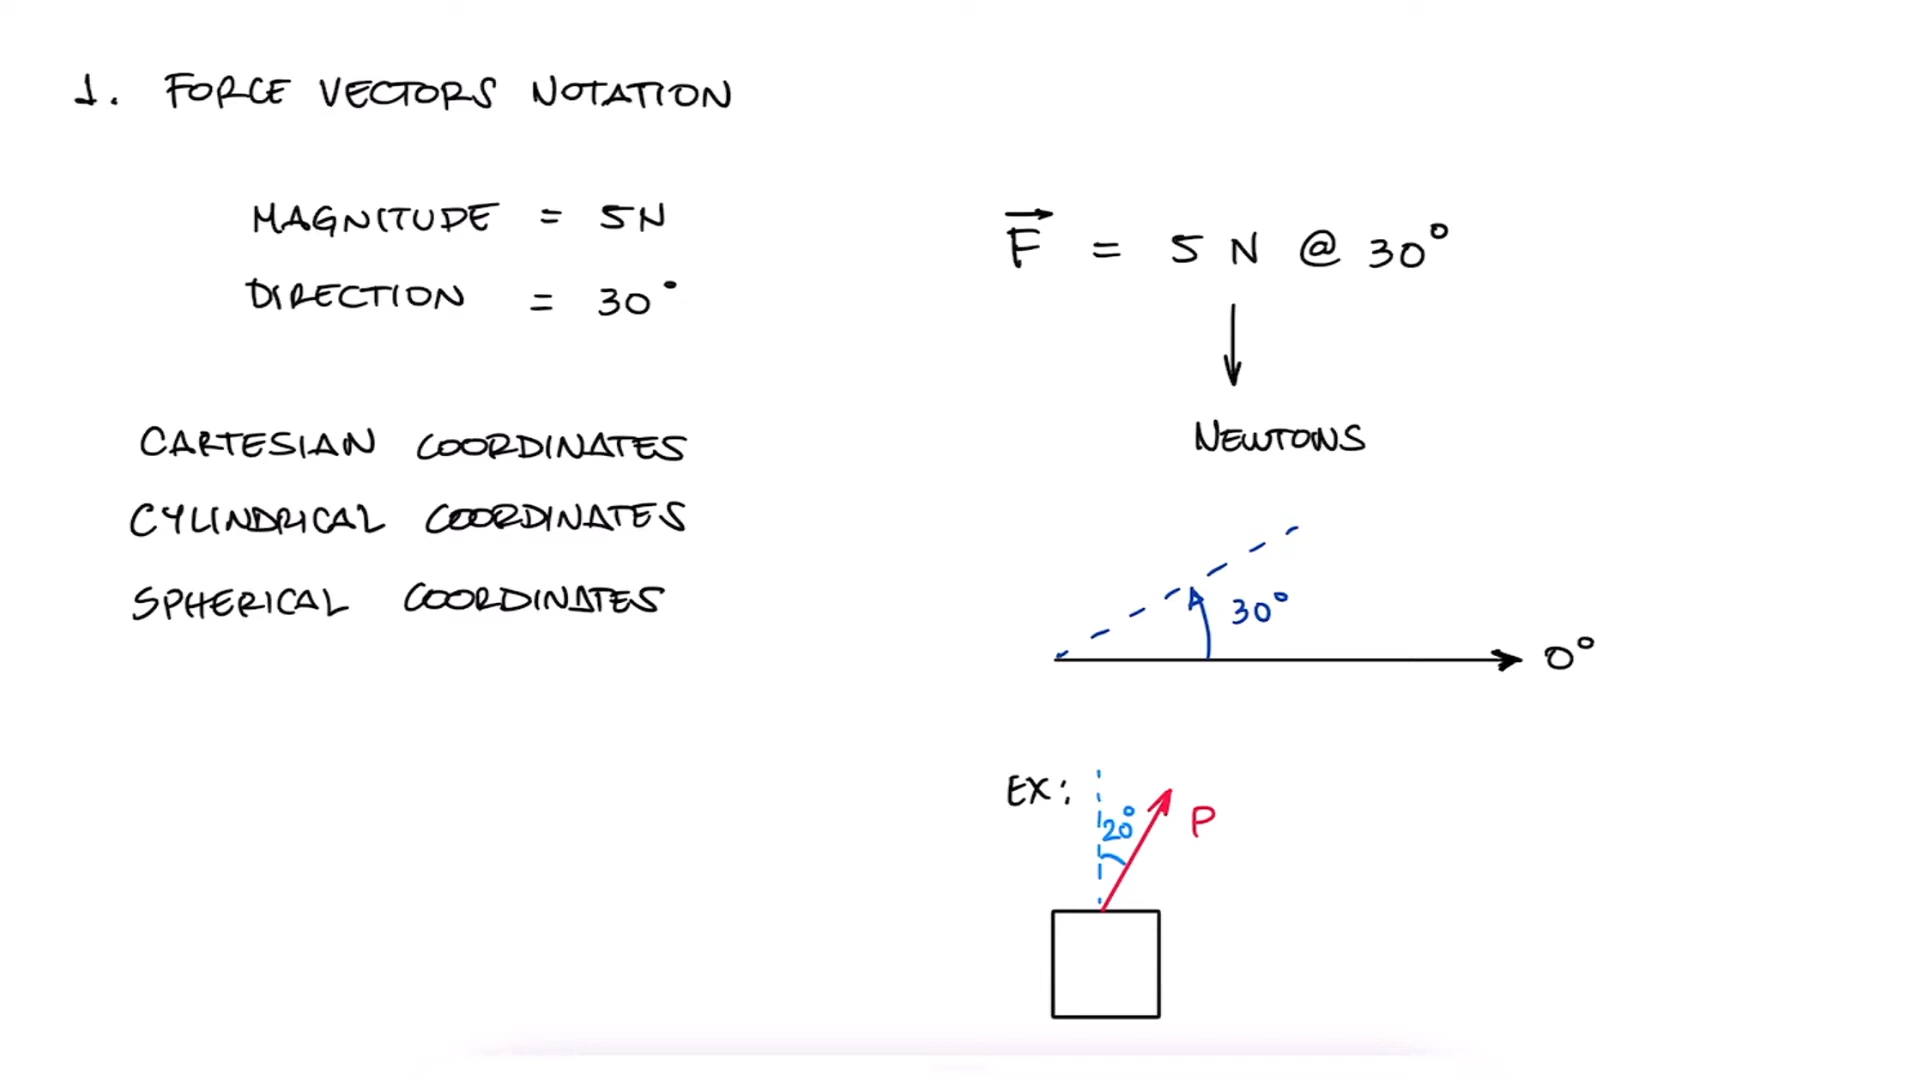 1. FORCE VECTORS NOTATION
MAGNITUDE = 5N
DIRECTION = 30°
CARTESIAN COORDINATES
CYLINDRICAL COORDINATES
SPHERICAL COORDINATES
F = 5 N @ 30°
NEWTONS
30°
0°
EX:
20°
P